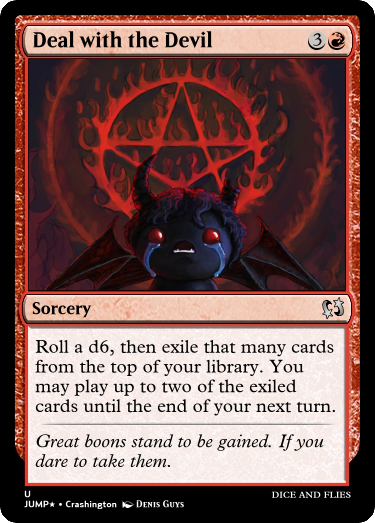 Deal with the Devil 3
Sorcery
Roll a d6, then exile that many cards
from the top of your library. You
may play up to two of the exiled
cards until the end of your next turn.
Great boons stand to be gained. If you
dare to take them.
U
JUMP★ • Crashington Denis Guys
DICE AND FLIES